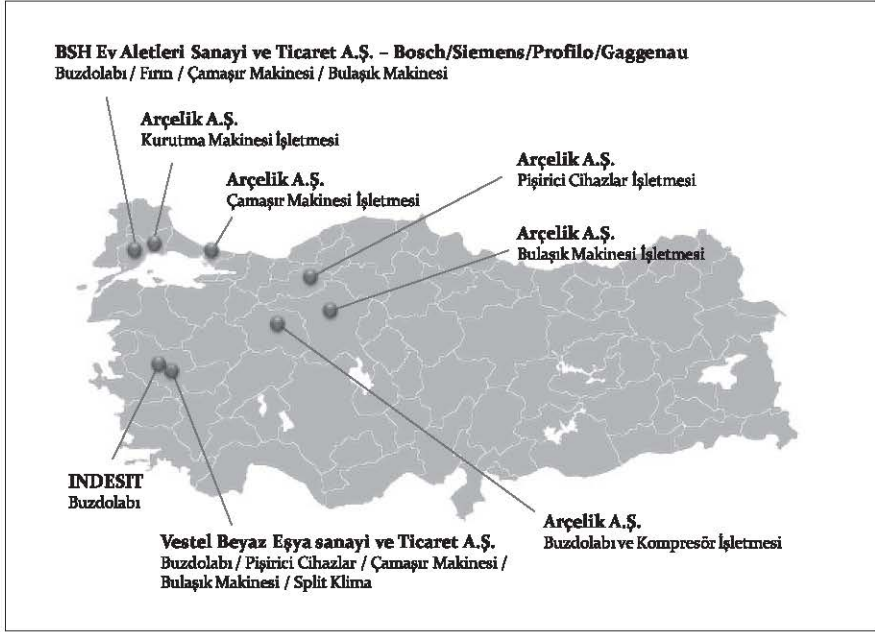 BSH Ev Aletleri Sanayi ve Ticaret A.Ş. – Bosch/Siemens/Profilo/Gaggenau
Buzdolabı / Fırın / Çamaşır Makinesi / Bulaşık Makinesi
Arçelik A.Ş.
Kurutma Makinesi İşletmesi
Arçelik A.Ş.
Çamaşır Makinesi İşletmesi
Arçelik A.Ş.
Pişirici Cihazlar İşletmesi
Arçelik A.Ş.
Bulaşık Makinesi İşletmesi
INDESIT
Buzdolabı
Vestel Beyaz Eşya sanayi ve Ticaret A.Ş.
Buzdolabı / Pişirici Cihazlar / Çamaşır Makinesi /
Bulaşık Makinesi / Split Klima
Arçelik A.Ş.
Buzdolabı ve Kompresör İşletmesi